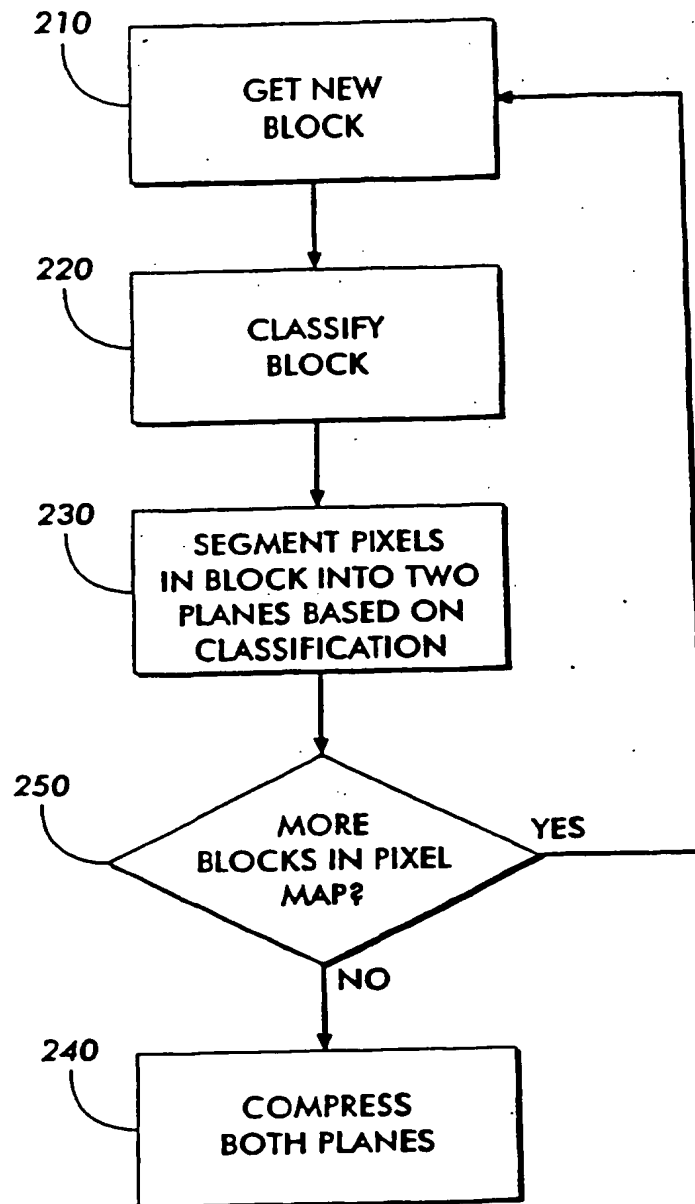 210
GET NEW
BLOCK
220
CLASSIFY
BLOCK
230
SEGMENT PIXELS
IN BLOCK INTO TWO
PLANES BASED ON
CLASSIFICATION
250
MORE
BLOCKS IN PIXEL
MAP?
YES
NO
240
COMPRESS
BOTH PLANES